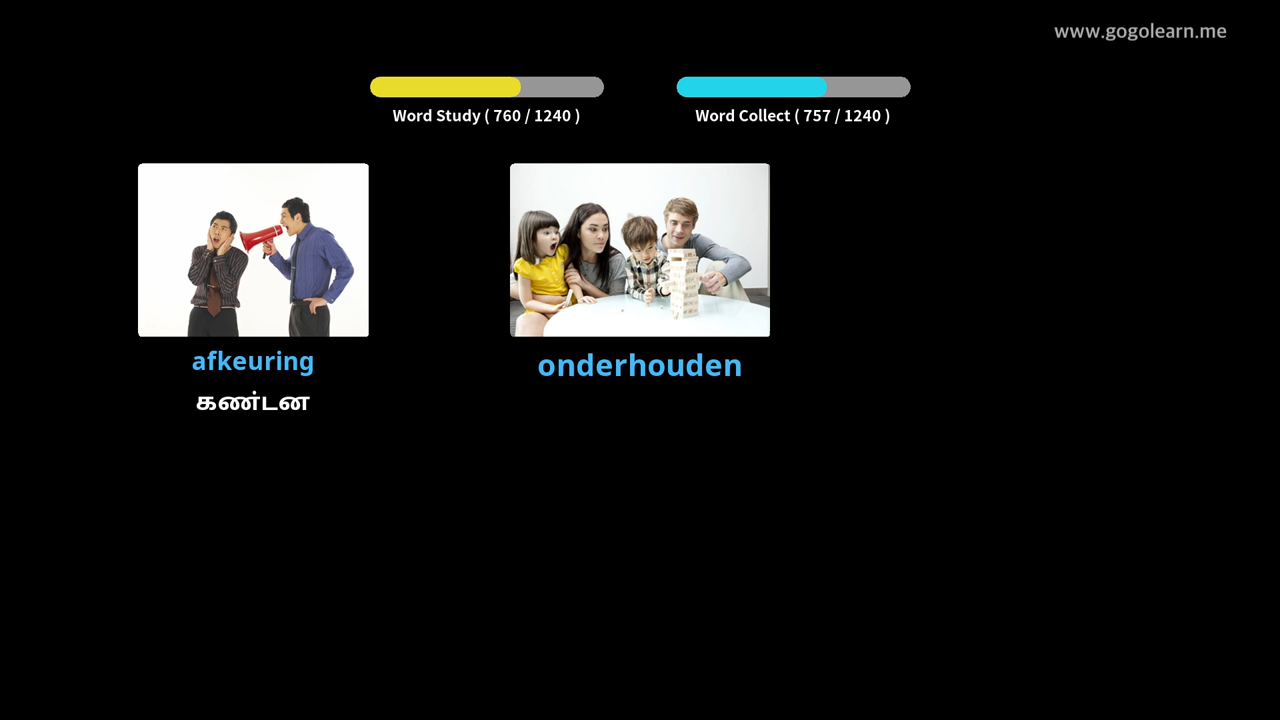 www.gogolearn.me
Word Study ( 760 / 1240 )
Word Collect ( 757 / 1240 )
afkeuring
கண்டன
onderhouden